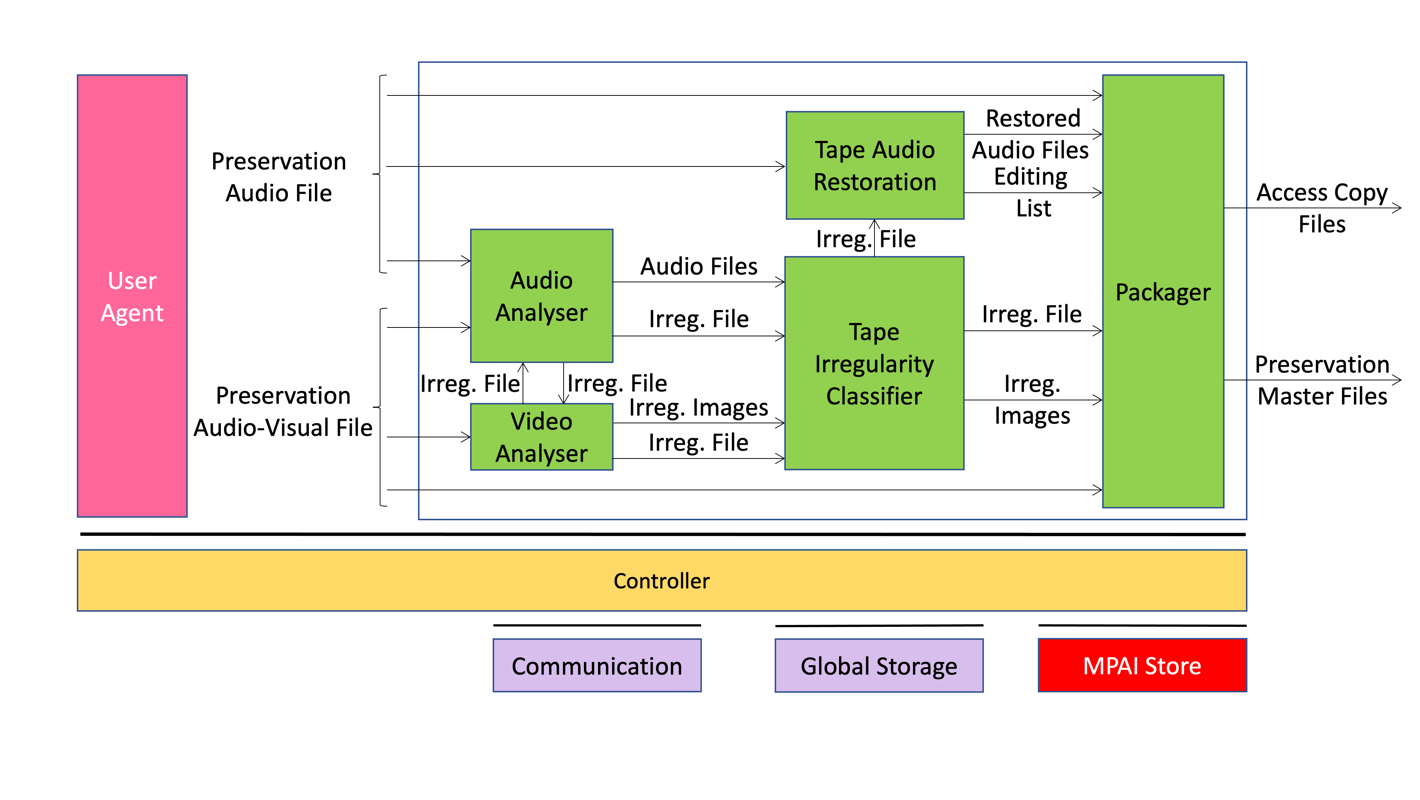 User
Agent
Preservation
Audio File
Preservation
Audio-Visual File
Audio
Analyser
Irreg. File
Irreg. File
Video
Analyser
Audio Files
Irreg. File
Irreg. Images
Irreg. File
Tape Audio
Restoration
Irreg. File
Tape
Irregularity
Classifier
Restored
Audio Files
Editing
List
Irreg. File
Irreg.
Images
Packager
Access Copy
Files
Preservation
Master Files
Controller
Communication
Global Storage
MPAI Store